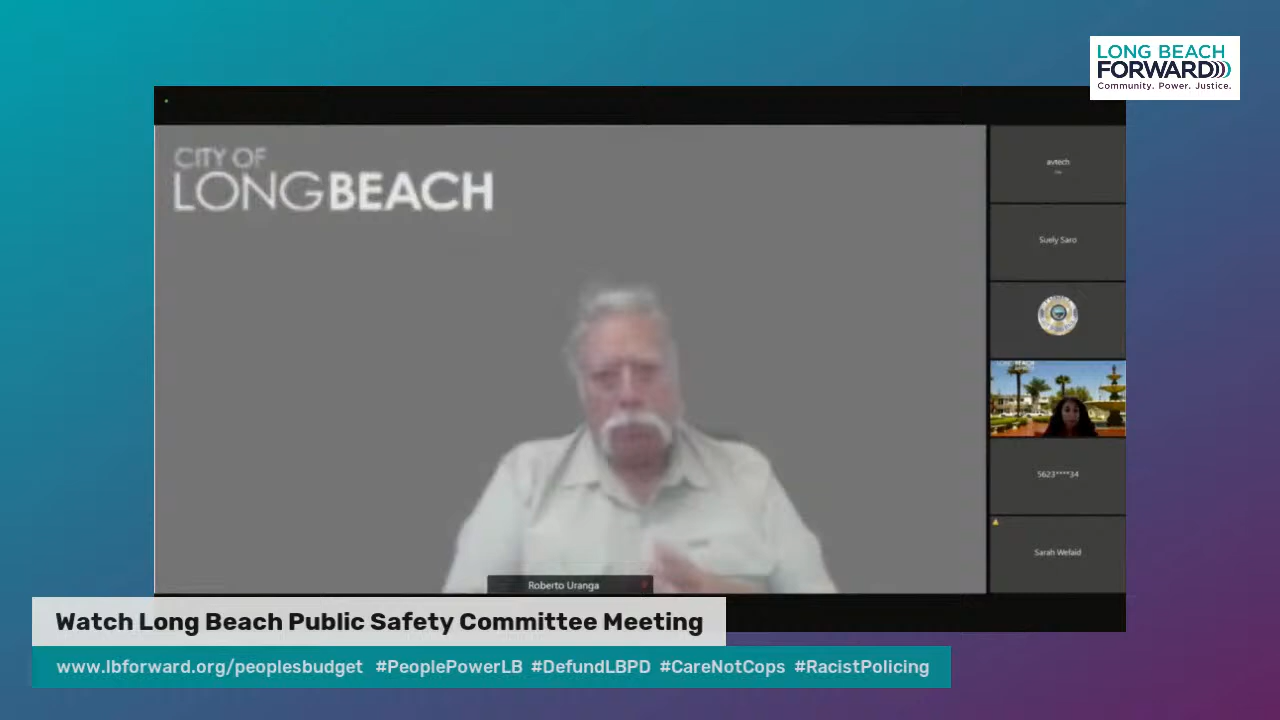 LONG BEACH
FORWARD
Community. Power. Justice.
CITY OF
LONGBEACH
avtech
Suely Saro
5623****34
Sarah Wefaid
Roberto Uranga
Watch Long Beach Public Safety Committee Meeting
www.lbforward.org/peoplesbudget #PeoplePowerLB #DefundLBPD #CareNotCops #RacistPolicing